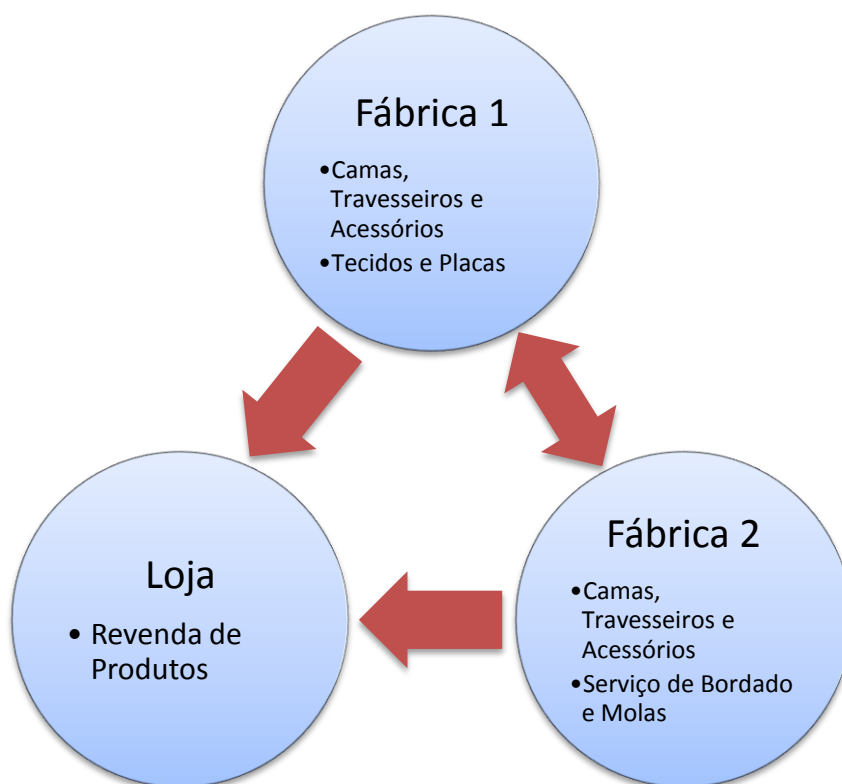 Fábrica 1
•Camas,
Travesseiros e
Acessórios
•Tecidos e Placas
Loja
• Revenda de
Produtos
Fábrica 2
•Camas,
Travesseiros e
Acessórios
•Serviço de Bordado
e Molas